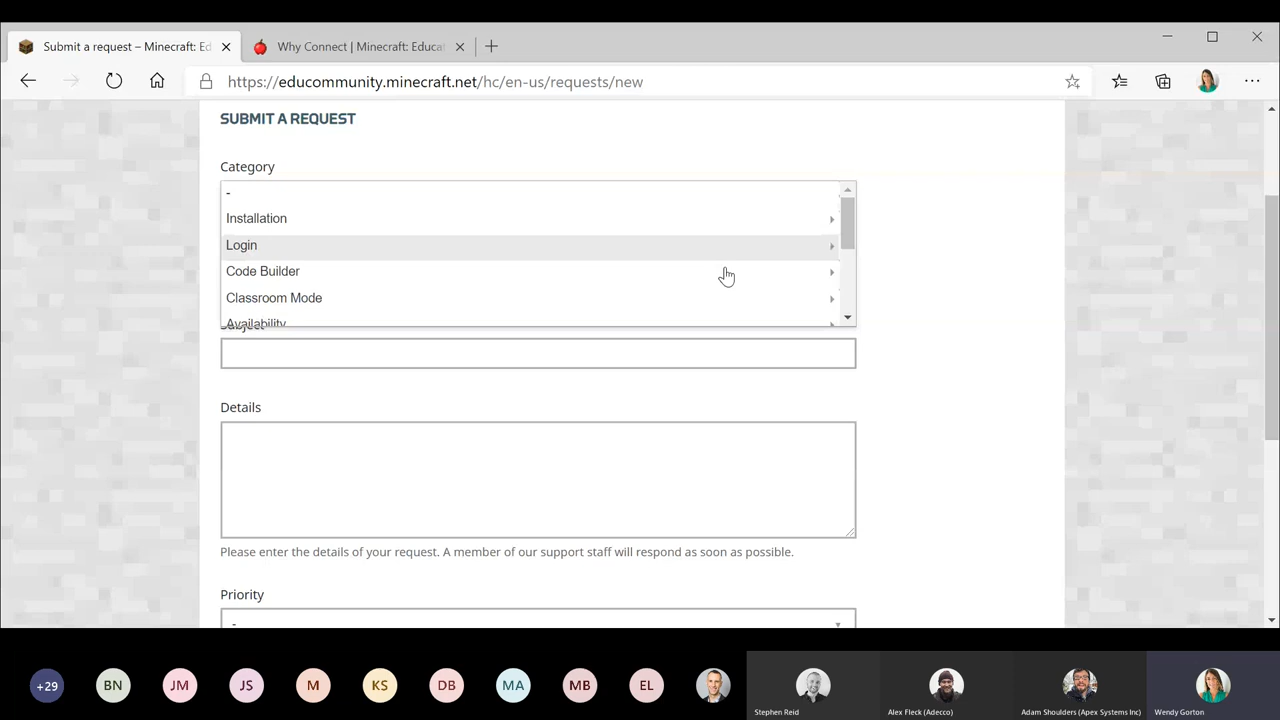 Submit a request – Minecraft: Ed
Why Connect | Minecraft: Educat
https://educommunity.minecraft.net/hc/en-us/requests/new
SUBMIT A REQUEST
Category
-
Installation
Login
Code Builder
Classroom Mode
Availability
Subject
Details
Please enter the details of your request. A member of our support staff will respond as soon as possible.
Priority
-
+29
BN
JM
JS
M
KS
DB
MA
MB
EL
Stephen Reid
Alex Fleck (Adecco)
Adam Shoulders (Apex Systems Inc)
Wendy Gorton